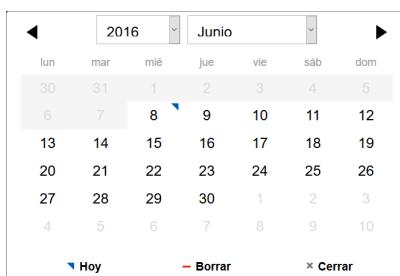 2016 Junio
lun mar mié jue vie sáb dom
30 31 1 2 3 4 5
6 7 8 9 10 11 12
13 14 15 16 17 18 19
20 21 22 23 24 25 26
27 28 29 30 1 2 3
4 5 6 7 8 9 10
Hoy Borrar × Cerrar